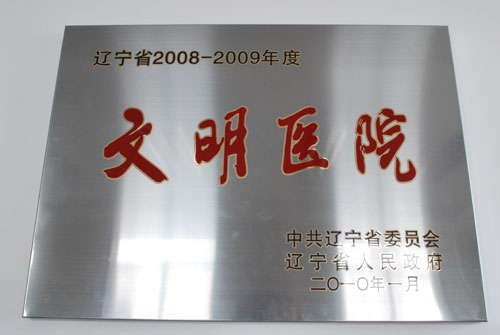 辽宁省2008-2009年度
文明医院
中共辽宁省委员会
辽宁省人民政府
二〇一〇年一月